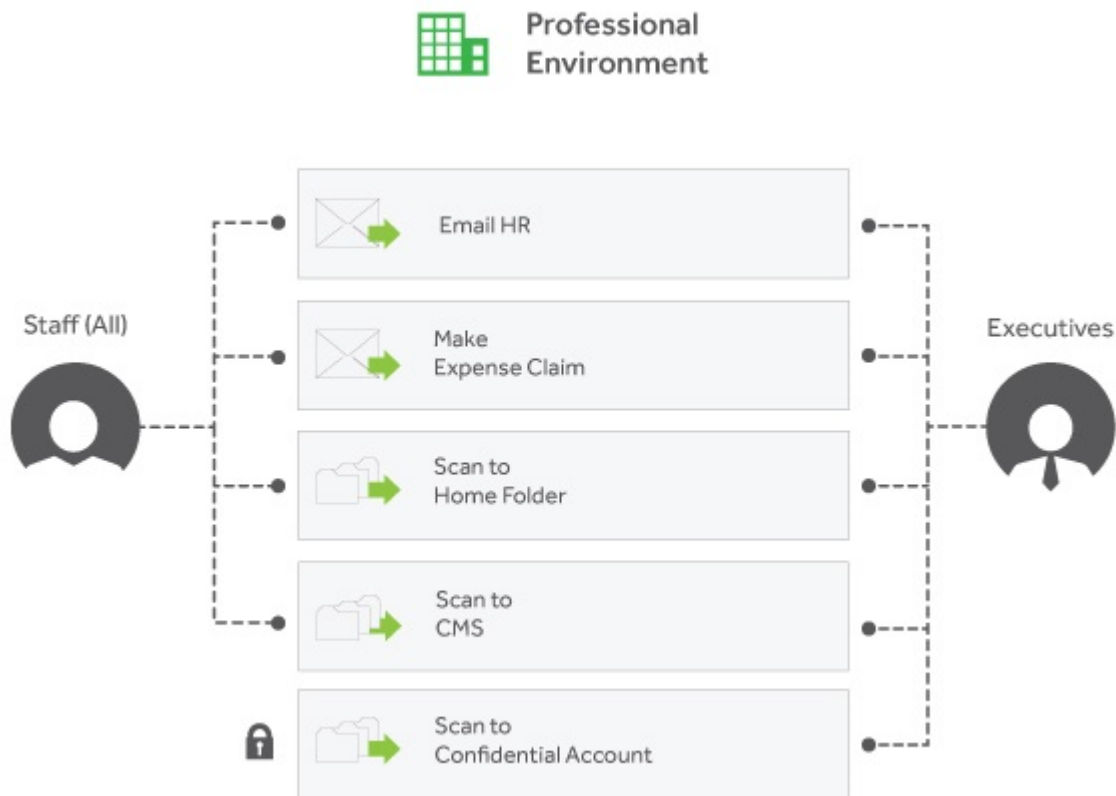 Professional
Environment
Email HR
Staff (All)
Make
Expense Claim
Executives
Scan to
Home Folder
Scan to
CMS
Scan to
Confidential Account